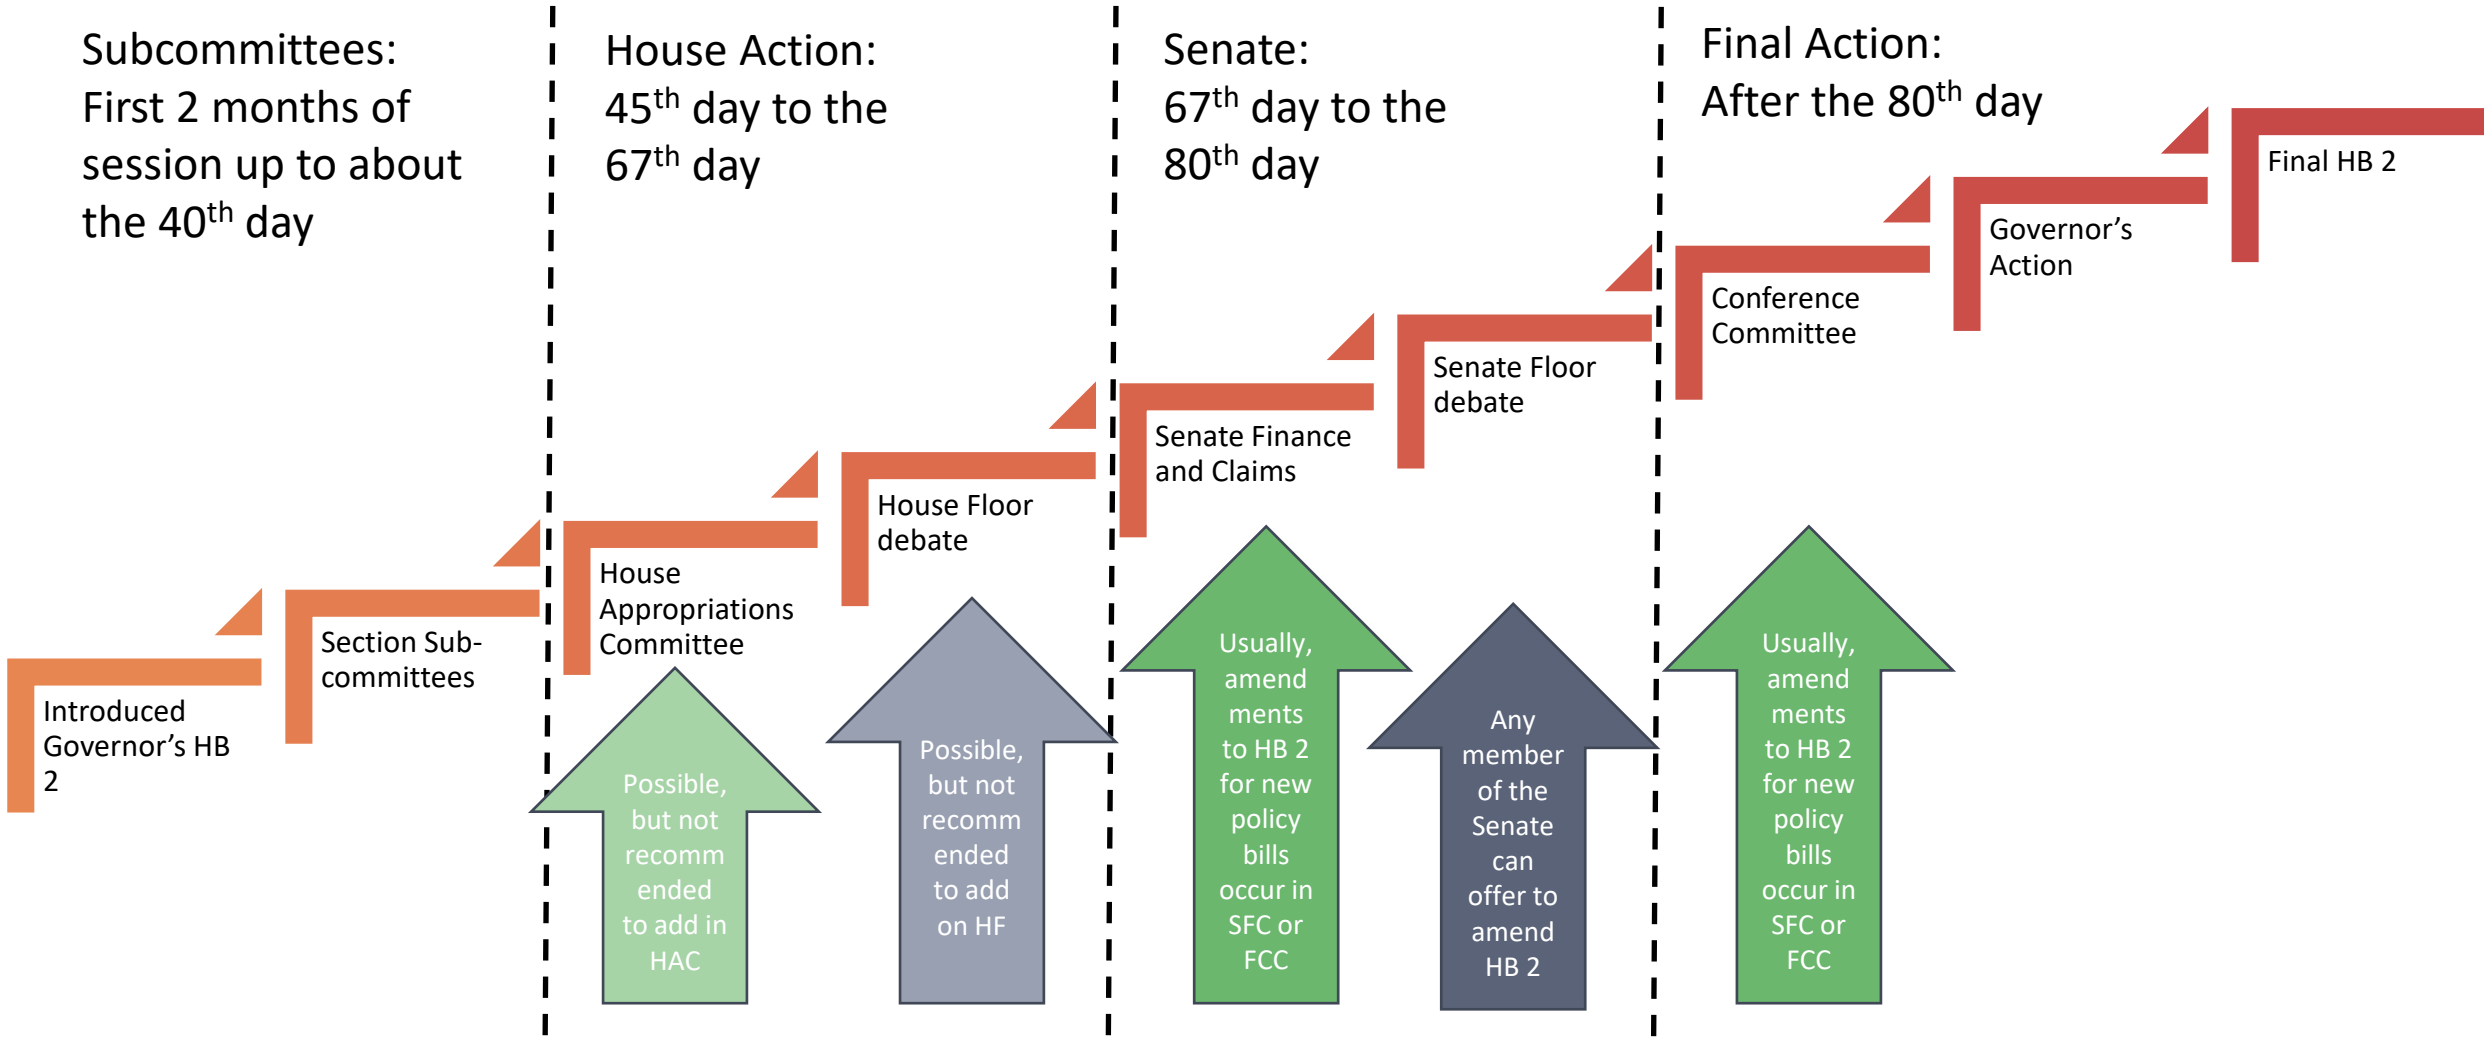 Subcommittees:
First 2 months of
session up to about
the 40th day
House Action:
45th day to the
67th day
Senate:
67th day to the
80th day
Final Action:
After the 80th day
Introduced
Governor's HB
2
Section Sub-
committees
House
Appropriations
Committee
House Floor
debate
Senate Finance
and Claims
Senate Floor
debate
Conference
Committee
Governor's
Action
Final HB 2
Possible,
but not
recomm
ended
to add in
HAC
Possible,
but not
recomm
ended
to add
on HF
Usually,
amend
ments
to HB 2
for new
policy
bills
occur in
SFC or
FCC
Any
member
of the
Senate
can
offer to
amend
HB 2
Usually,
amend
ments
to HB 2
for new
policy
bills
occur in
SFC or
FCC